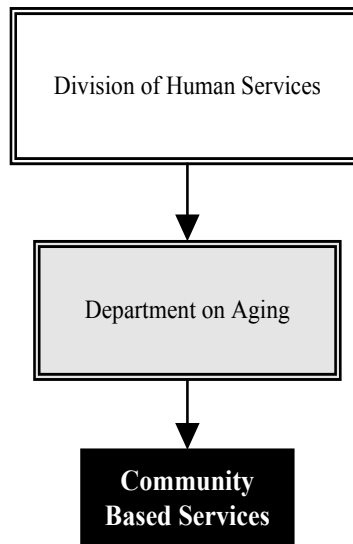 Division of Human Services
Department on Aging
Community
Based Services